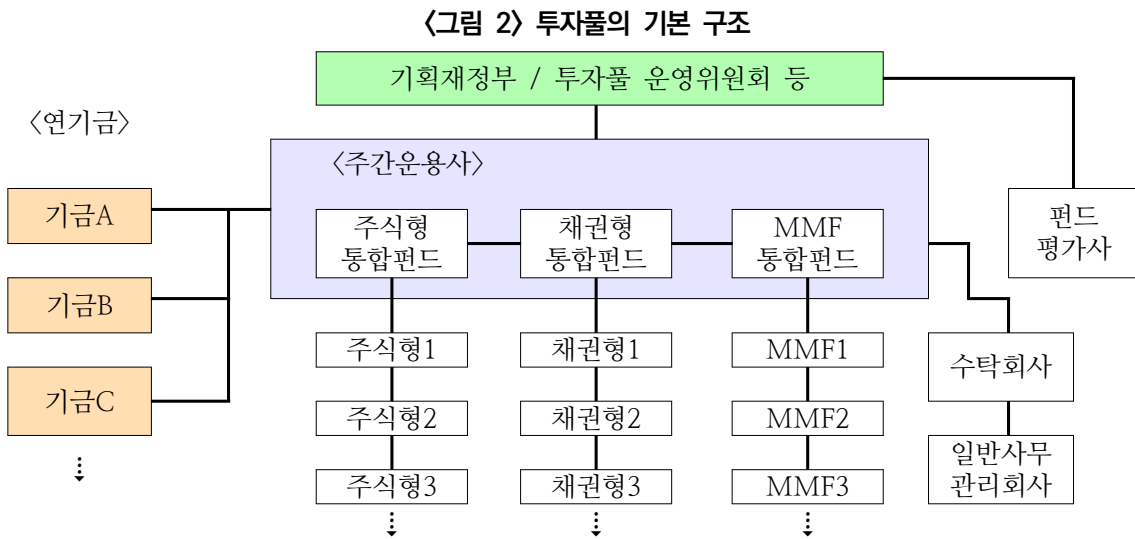 〈그림 2〉 투자풀의 기본 구조
기획재정부 / 투자풀 운영위원회 등
〈연기금〉
〈주간운용사〉
기금A
기금B
기금C
주식형
통합펀드
채권형
통합펀드
MMF
통합펀드
펀드
평가사
주식형1
채권형1
MMF1
수탁회사
주식형2
채권형2
MMF2
일반사무
관리회사
주식형3
채권형3
MMF3